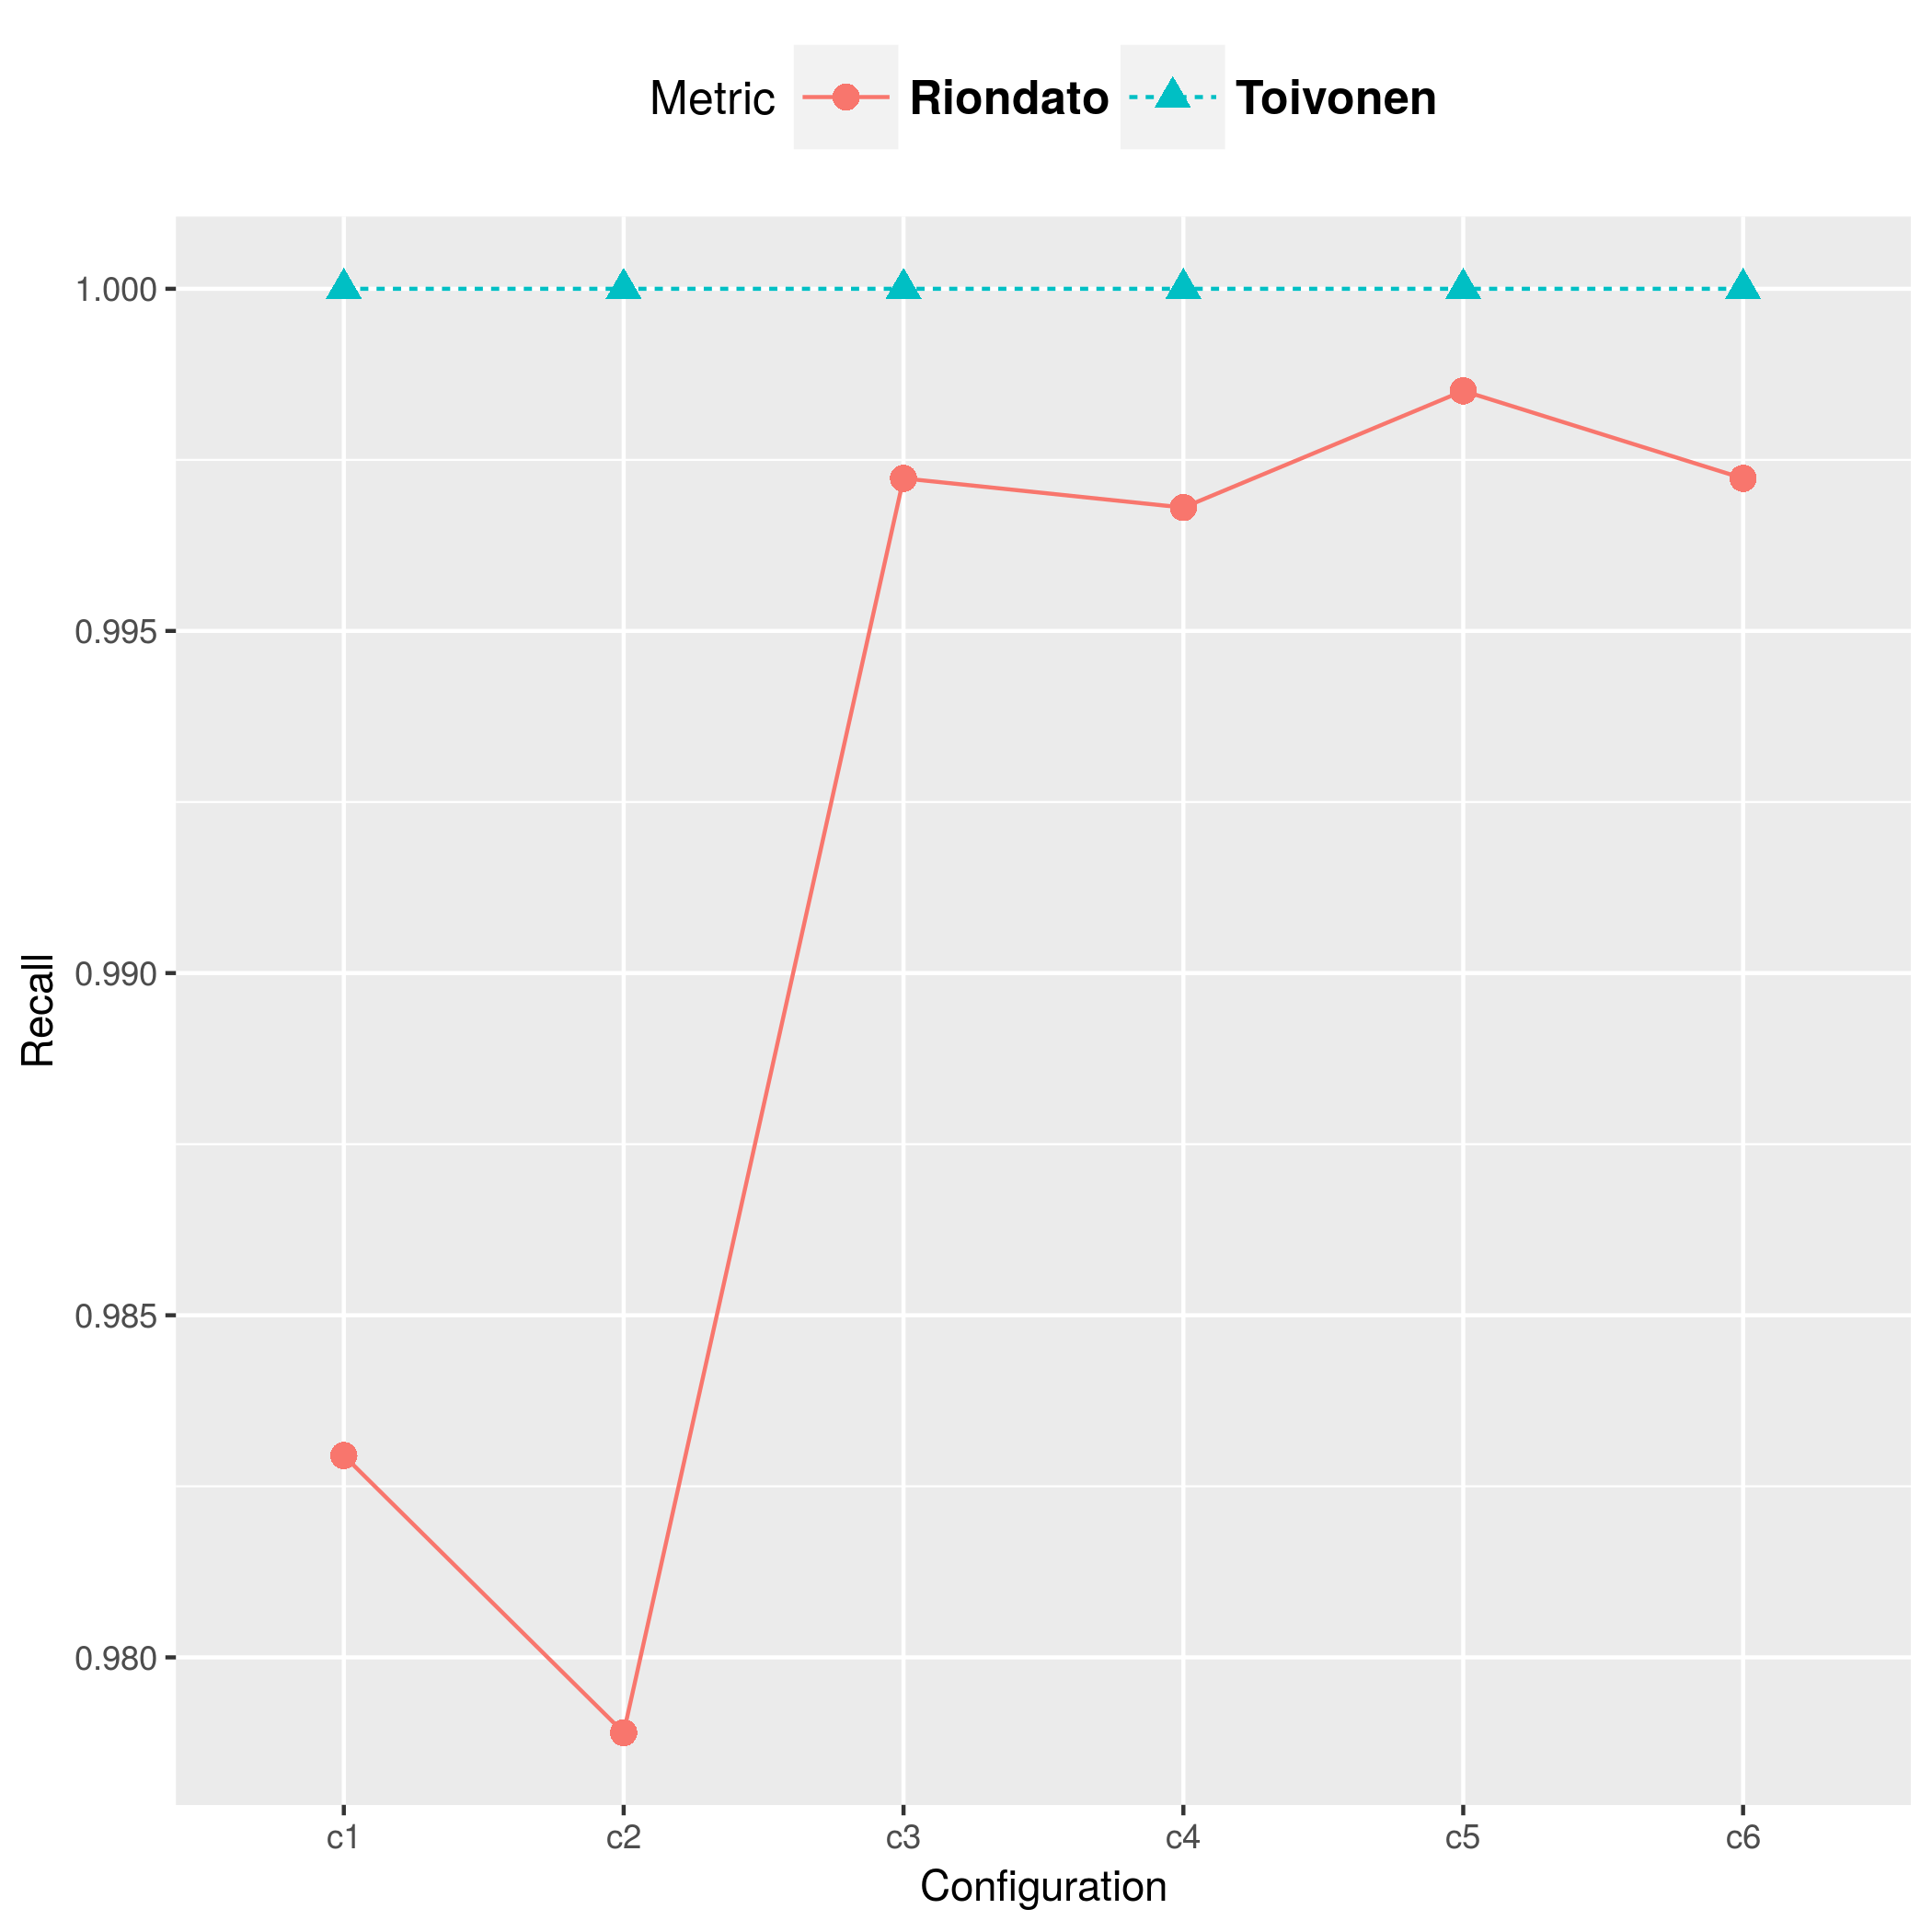 Metric Riondato Toivonen
1.000
0.995
0.990
0.985
0.980
Recall
c1 c2 c3 c4 c5 c6
Configuration